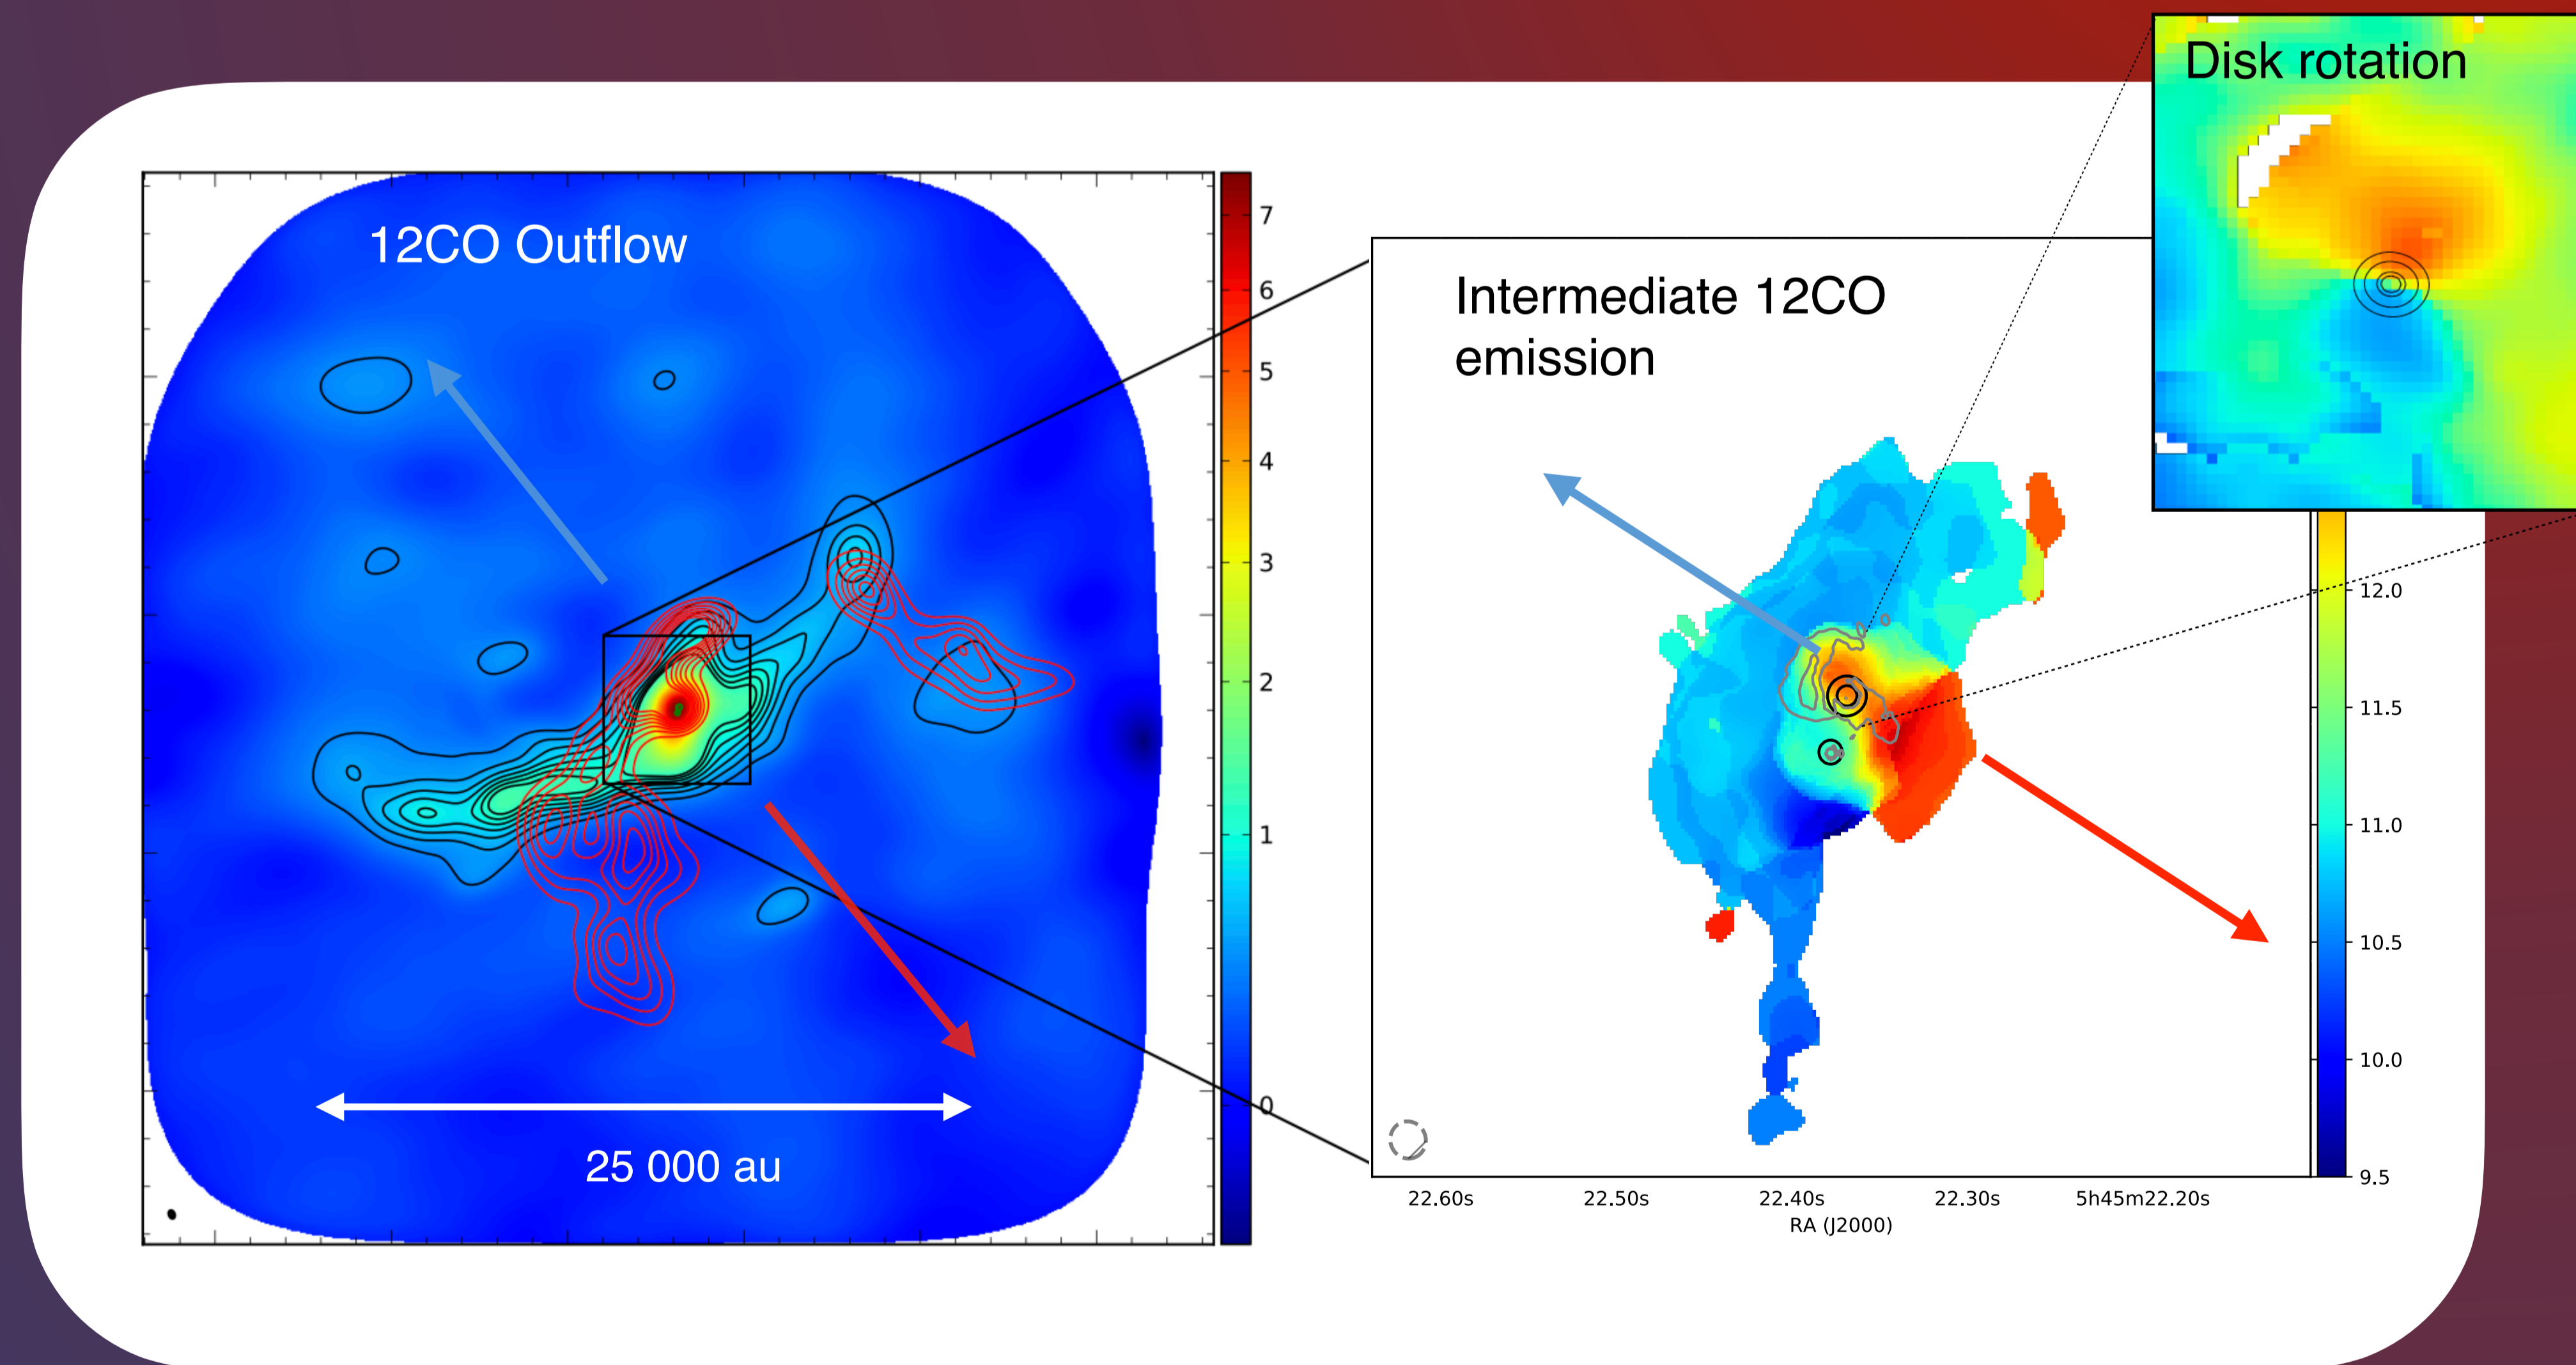 Disk rotation
12CO Outflow
7
6
5
4
3
2
1
0
25 000 au
Intermediate 12CO
emission
12.0
11.5
11.0
10.5
10.0
9.5
22.60s 22.50s 22.40s 22.30s 5h45m22.20s
RA (J2000)